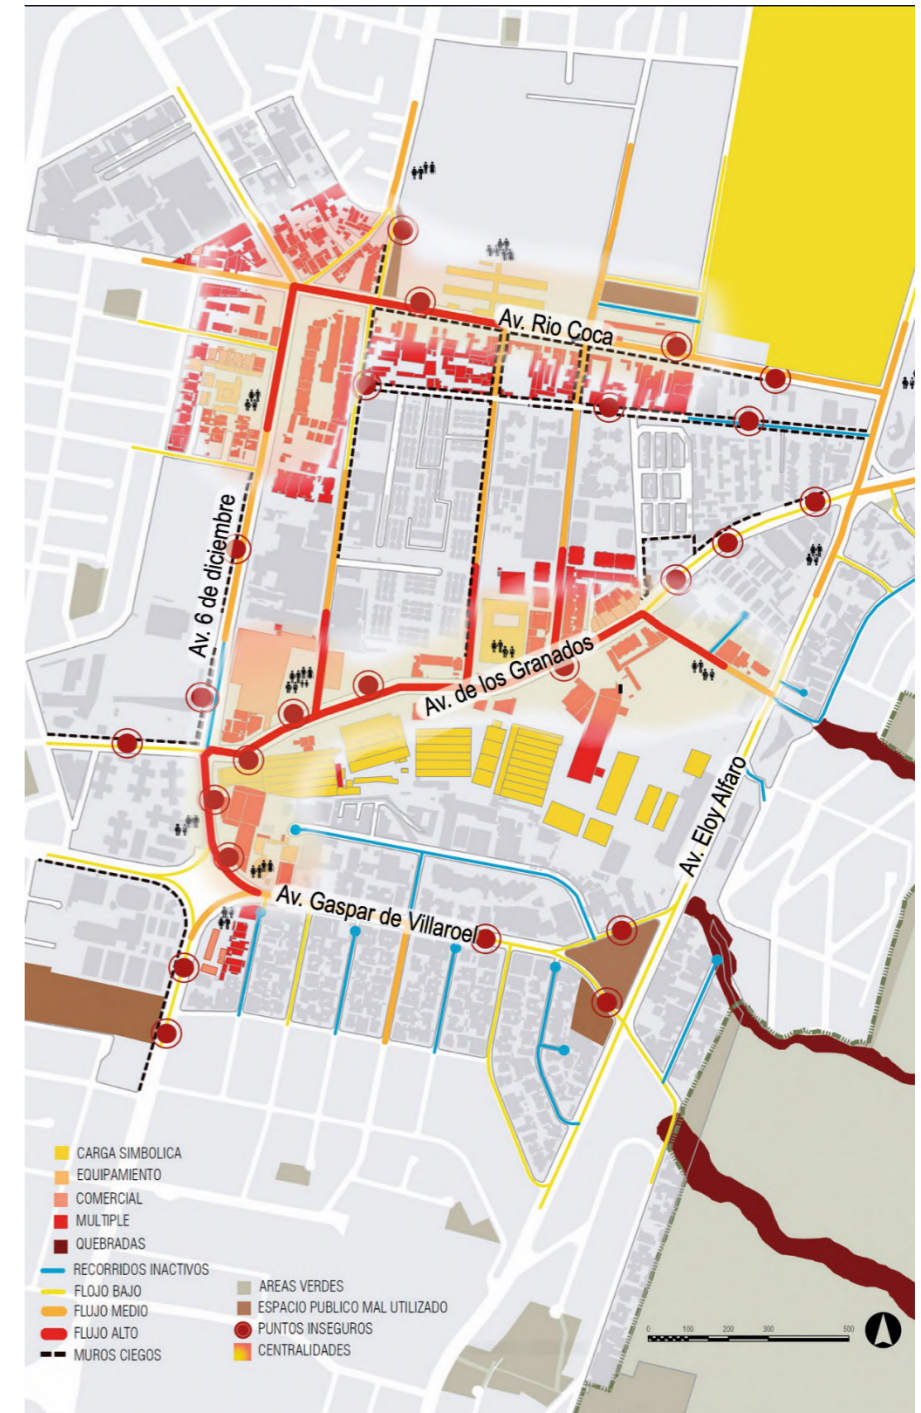 Av. Rio Coca
Av. 6 de diciembre
Av. de los Granados
Av. Eloy Alfaro
Av. Gaspar de Villaroel
CARGA SIMBOLICA
EQUIPAMIENTO
COMERCIAL
MULTIPLE
QUEBRADAS
RECORRIDOS INACTIVOS
FLOJO BAJO
FLUJO MEDIO
FLUJO ALTO
MUROS CIEGOS
AREAS VERDES
ESPACIO PUBLICO MAL UTILIZADO
PUNTOS INSEGUROS
CENTRALIDADES
0 100 200 300 500